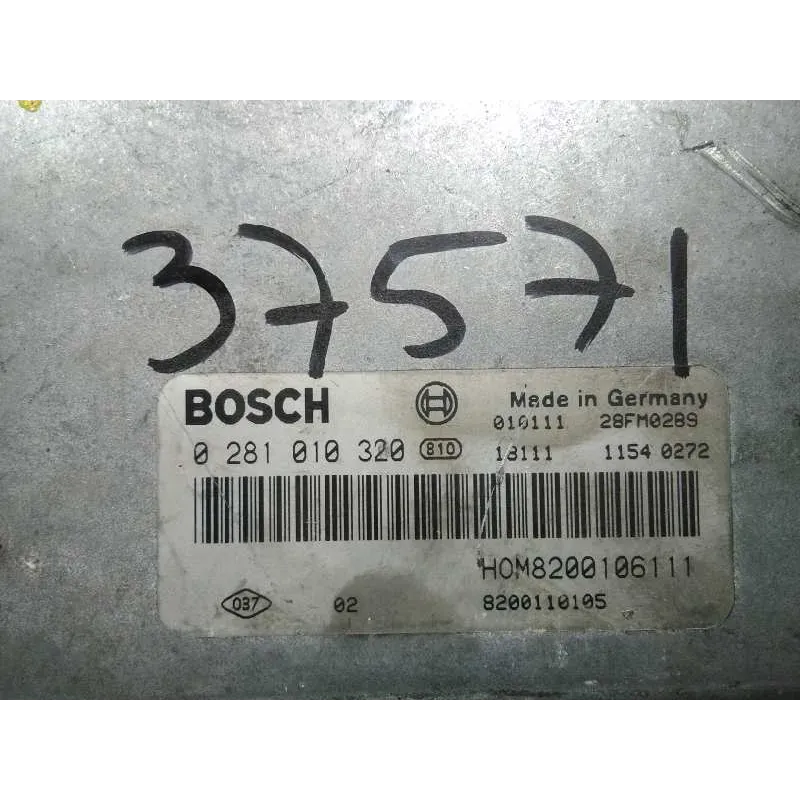 37571
BOSCH Made in Germany
010111 28FM0289
0 281 010 320 810 18111 1154 0272
HOM8200106111
037 02 8200110105